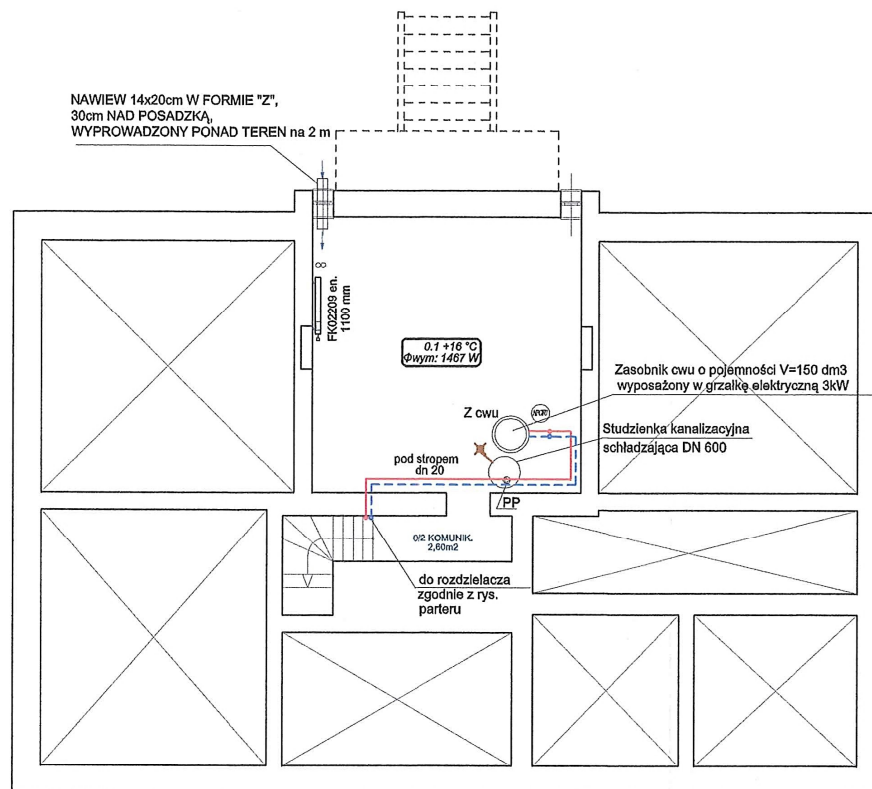 NAWIEW 14x20cm W FORMIE "Z",
30cm NAD POSADZKĄ,
WYPROWADZONY PONAD TEREN na 2 m
FK02209 en.
1100 mm
0.1 +16 °C
Φwym: 1467 W
Zasobnik cwu o pojemności V=150 dm3
wyposażony w grzałkę elektryczną 3kW
Z cwu
Studzienka kanalizacyjna
schładzająca DN 600
pod stropem
dn 20
PP
0/2 KOMUNIK.
2,60m2
do rozdzielacza
zgodnie z rys.
parteru